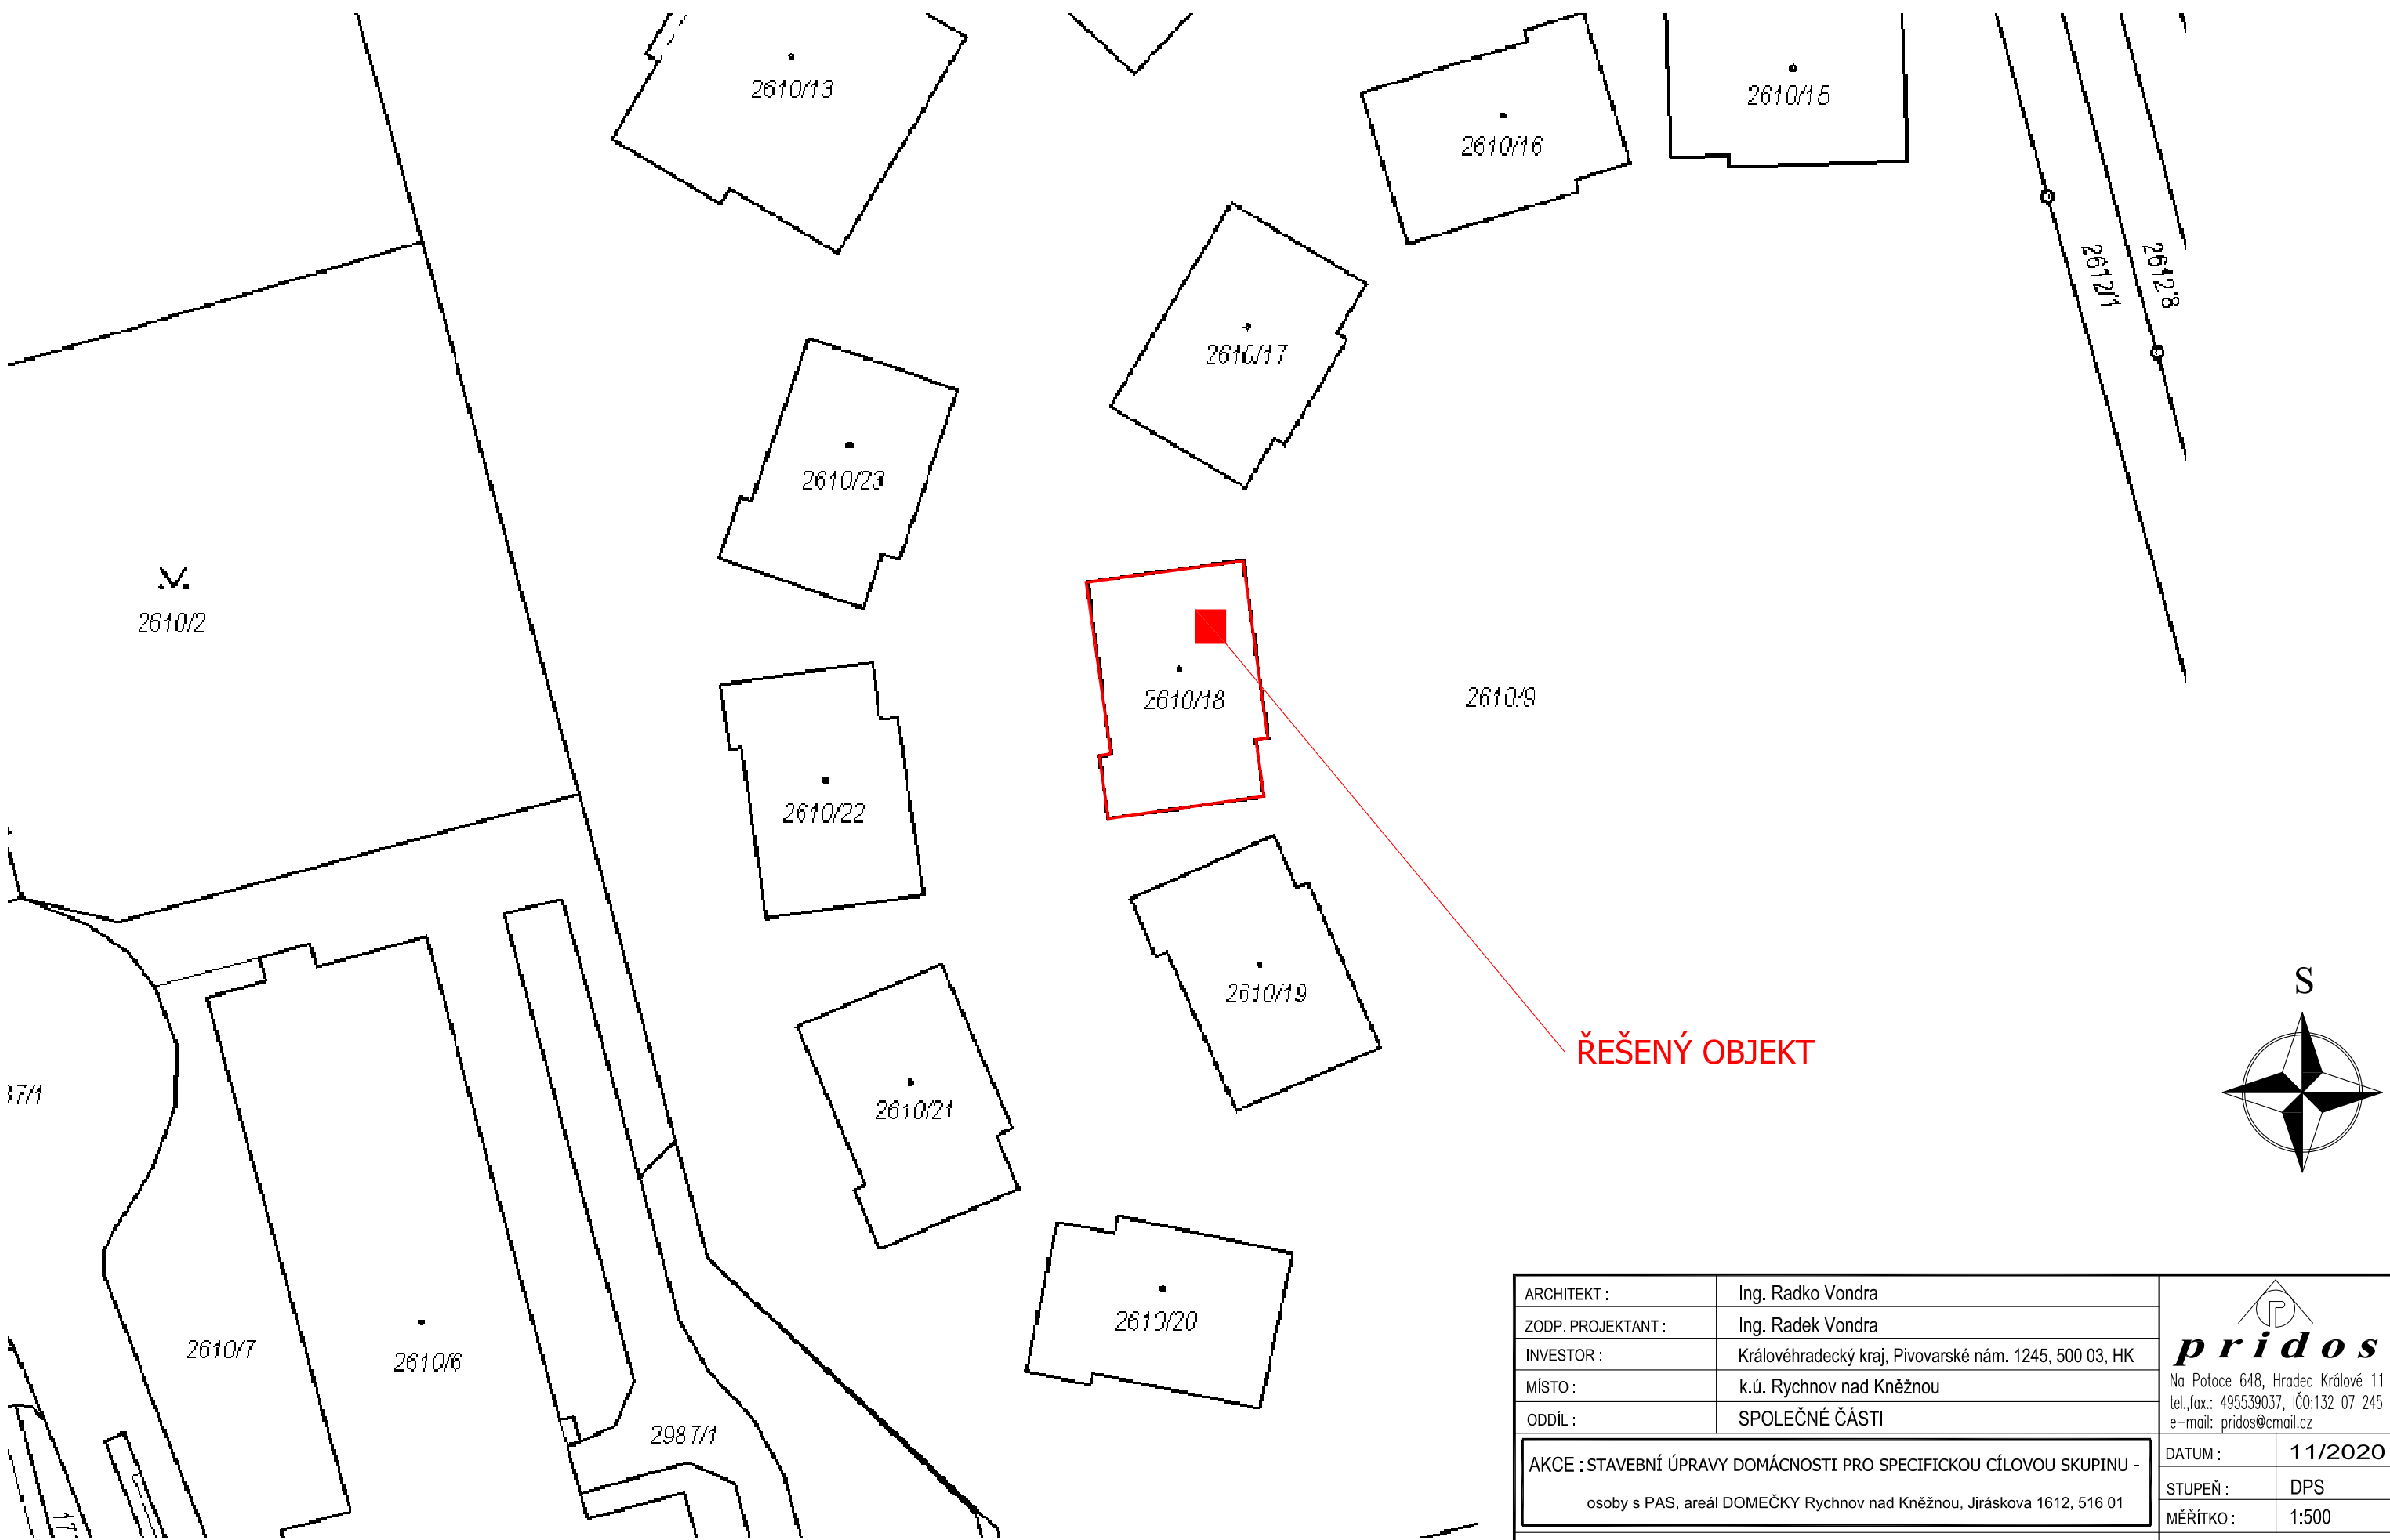 2610/13
2610/15
2610/16
2612/1
2612/8
2610/17
2610/23
2610/2
2610/18
2610/9
2610/22
2610/19
S
ŘEŠENÝ OBJEKT
37/1
2610/21
2610/20
2610/7
2610/6
2987/1
17
ARCHITEKT : Ing. Radko Vondra
ZODP. PROJEKTANT : Ing. Radek Vondra
INVESTOR : Královéhradecký kraj, Pivovarské nám. 1245, 500 03, HK
MÍSTO : k.ú. Rychnov nad Kněžnou
ODDÍL : SPOLEČNÉ ČÁSTI
pridos
Na Potoce 648, Hradec Králové 11
tel.,fax.: 495539037, IČO:132 07 245
e-mail: pridos@cmail.cz
AKCE : STAVEBNÍ ÚPRAVY DOMÁCNOSTI PRO SPECIFICKOU CÍLOVOU SKUPINU -
osoby s PAS, areál DOMEČKY Rychnov nad Kněžnou, Jiráskova 1612, 516 01
DATUM : 11/2020
STUPEŇ : DPS
MĚŘÍTKO : 1:500